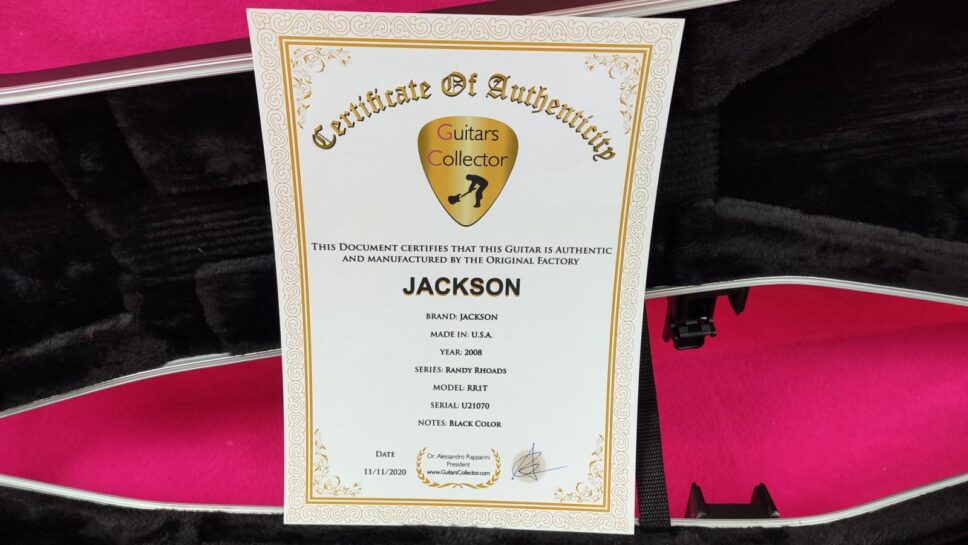 Certificate Of Authenticity
Guitars
Collector
This Document certifies that this Guitar is Authentic
and manufactured by the Original Factory
JACKSON
brand: Jackson
made in: U.S.A.
year: 2008
series: Randy Rhoads
model: RR1T
serial: U21070
notes: Black Color
Date
11/11/2020
Dr. Alessandro Rapparini
President
www.GuitarsCollector.com